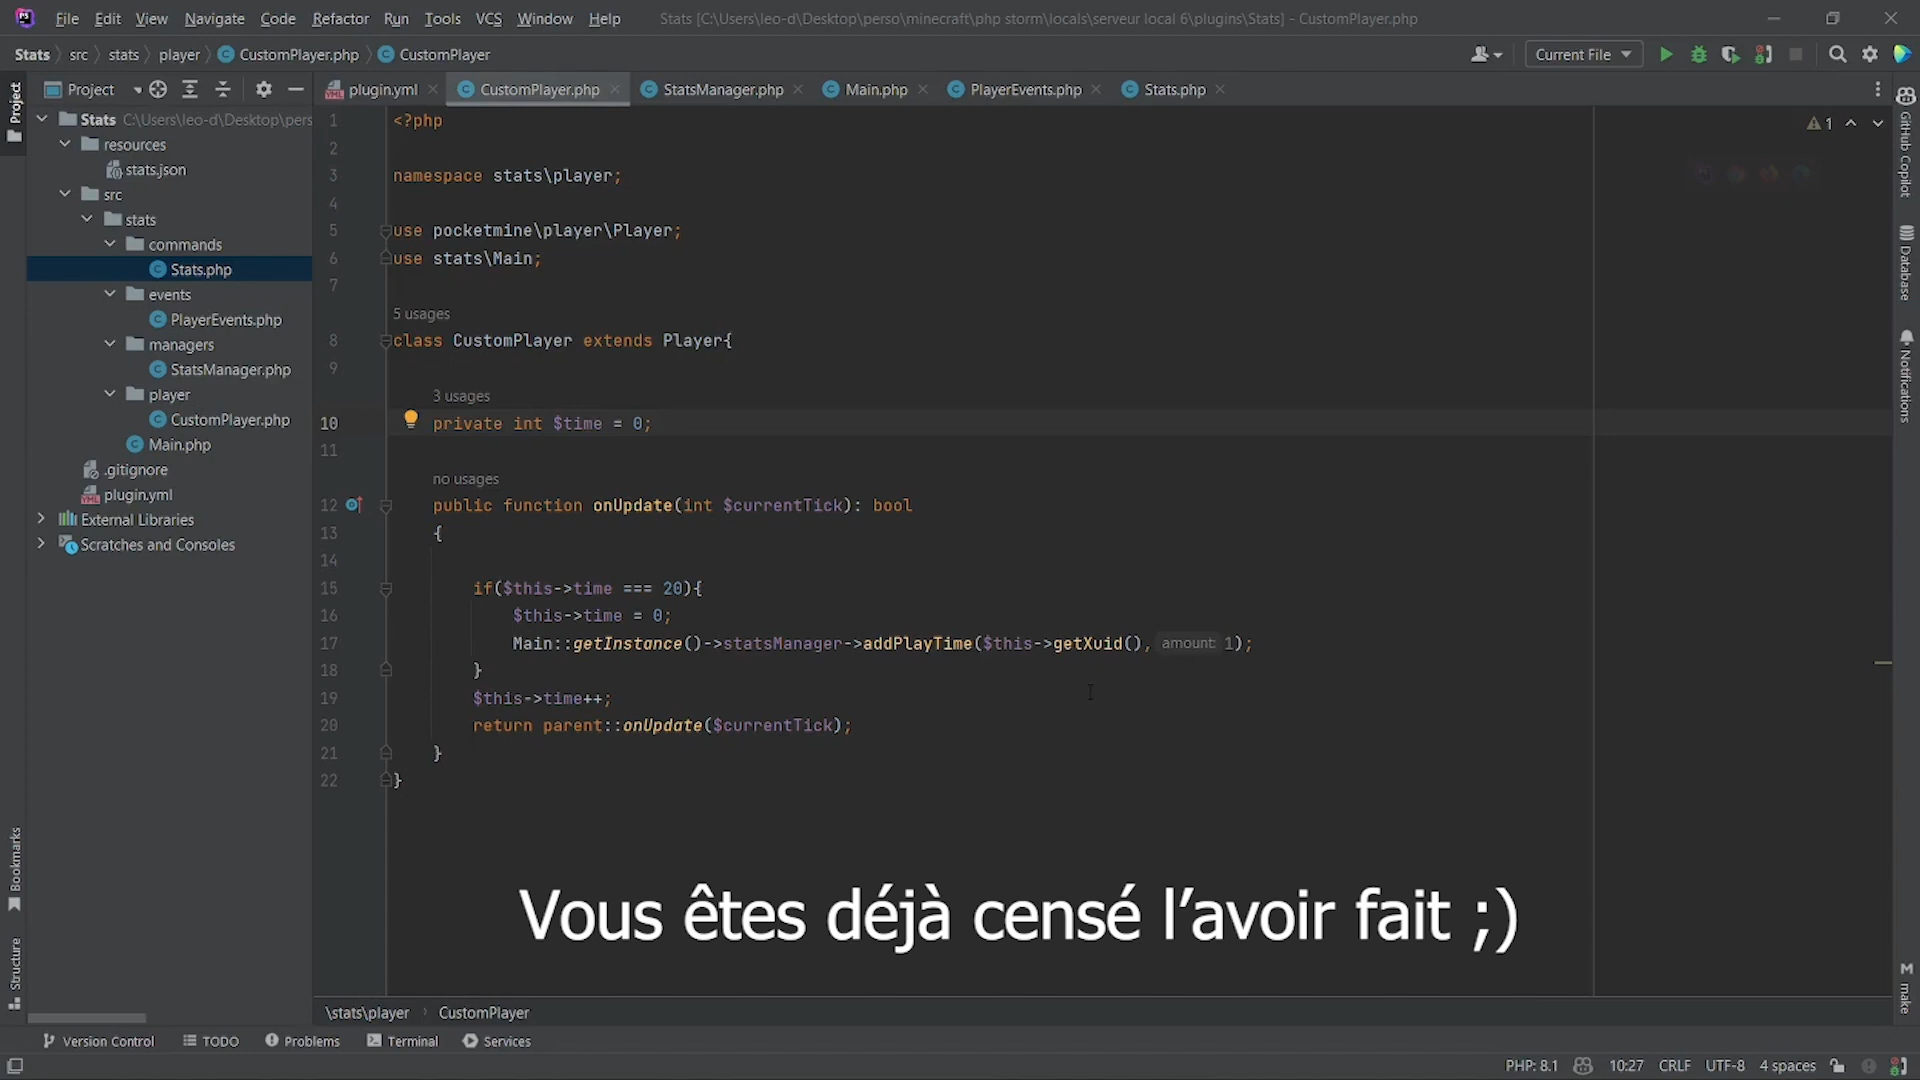 File Edit View Navigate Code Refactor Run Tools VCS Window Help Stats [C:\Users\leo-d\Desktop\perso\minecraft\php storm\locals\serveur local 6\plugins\Stats] - CustomPlayer.php
Stats src stats player CustomPlayer.php CustomPlayer Current File
Project
plugin.yml CustomPlayer.php StatsManager.php Main.php PlayerEvents.php Stats.php
Project
Stats C:\Users\leo-d\Desktop\pers
resources
stats.json
src
stats
commands
Stats.php
events
PlayerEvents.php
managers
StatsManager.php
player
CustomPlayer.php
Main.php
.gitignore
plugin.yml
External Libraries
Scratches and Consoles
Bookmarks
Structure
1 <?php
2
3 namespace stats\player;
4
5 use pocketmine\player\Player;
6 use stats\Main;
7
5 usages
8 class CustomPlayer extends Player{
9
3 usages
10 private int $time = 0;
11
no usages
12 public function onUpdate(int $currentTick): bool
13 {
14
15 if($this->time === 20){
16 $this->time = 0;
17 Main::getInstance()->statsManager->addPlayTime($this->getXuid(), amount: 1);
18 }
19 $this->time++;
20 return parent::onUpdate($currentTick);
21 }
22 }
1
GitHub Copilot
Database
Notifications
make
Vous êtes déjà censé l’avoir fait ;)
\stats\player CustomPlayer
Version Control TODO Problems Terminal Services
PHP: 8.1 10:27 CRLF UTF-8 4 spaces